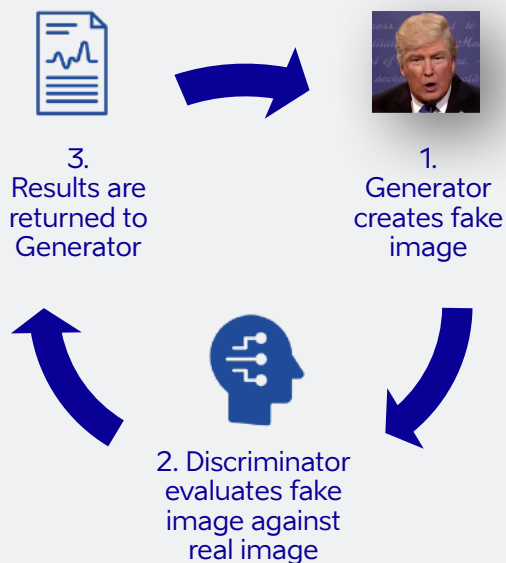 1.
Generator
creates fake
image
2. Discriminator
evaluates fake
image against
real image
3.
Results are
returned to
Generator